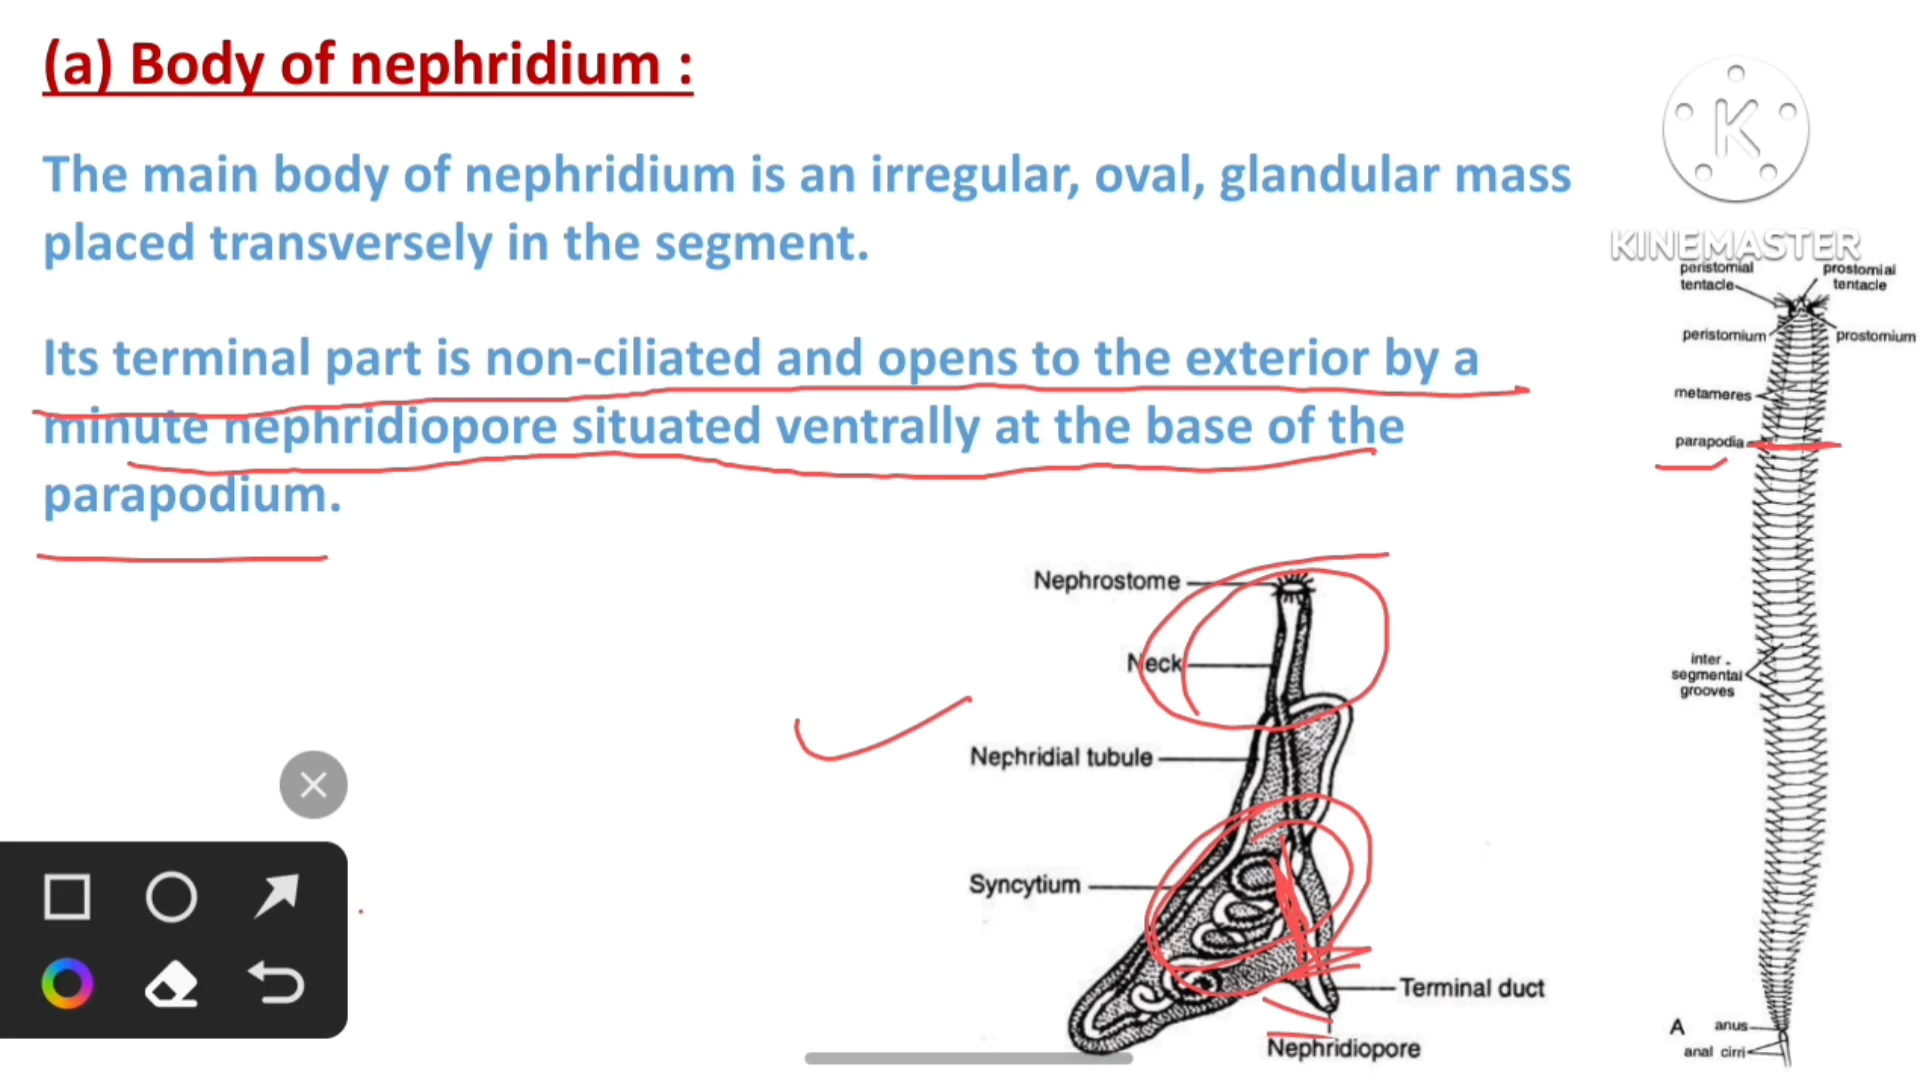 (a) Body of nephridium :
The main body of nephridium is an irregular, oval, glandular mass
placed transversely in the segment.
Its terminal part is non-ciliated and opens to the exterior by a
minute nephridiopore situated ventrally at the base of the
parapodium.
K
KINEMASTER
peristomial
tentacle
prostomial
tentacle
peristomium
prostomium
metameres
parapodia
inter -
segmental
grooves
A
anus
anal cirri
Nephrostome
Neck
Nephridial tubule
Syncytium
Terminal duct
Nephridiopore